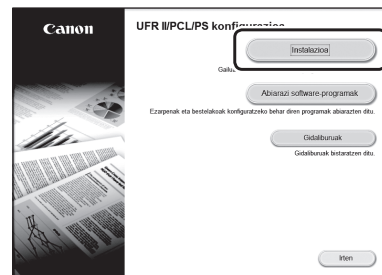 Canon
UFR II/PCL/PS
Instalazioa
Abiarazi software-programak
Ezarpenak eta bestelakoak konfiguratzeko behar diren programak abiarazten ditu.
Gidaliburuak
Gidaliburuak bistaratzen ditu.
Irten